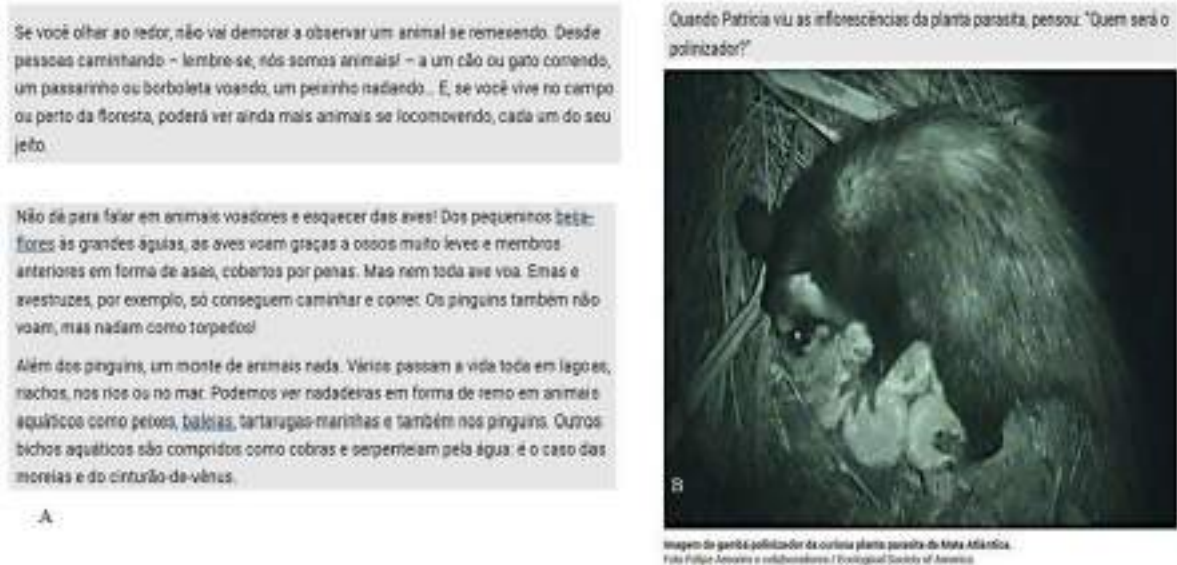 Se você olhar ao redor, não vai demorar a observar um animal se remexendo. Desde
pessoas caminhando – lembre-se, nós somos animais! – a um cão ou gato correndo,
um passarinho ou borboleta voando, um peixinho nadando... E, se você vive no campo
ou perto da floresta, poderá ver ainda mais animais se locomovendo, cada um do seu
jeito.
Não dá para falar em animais voadores e esquecer das aves! Dos pequeninos beija-
flores às grandes águias, as aves voam graças a ossos muito leves e membros
anteriores em forma de asas, cobertos por penas. Mas nem toda ave voa. Emas e
avestruzes, por exemplo, só conseguem caminhar e correr. Os pinguins também não
voam, mas nadam como torpedos!
Além dos pinguins, um monte de animais nada. Vários passam a vida toda em lagoas,
riachos, nos rios ou no mar. Podemos ver nadadeiras em forma de remo em animais
aquáticos como peixes, baleias, tartarugas-marinhas e também nos pinguins. Outros
bichos aquáticos são compridos como cobras e serpenteiam pela água: é o caso das
moreias e do cinturão-de-vênus.
A
Quando Patricia viu as inflorescências da planta parasita, pensou: "Quem será o
polinizador?"
B
Imagem de gambá polinizador da curiosa planta parasita da Mata Atlântica.
Foto Felipe Amorim e colaboradores / Ecological Society of America